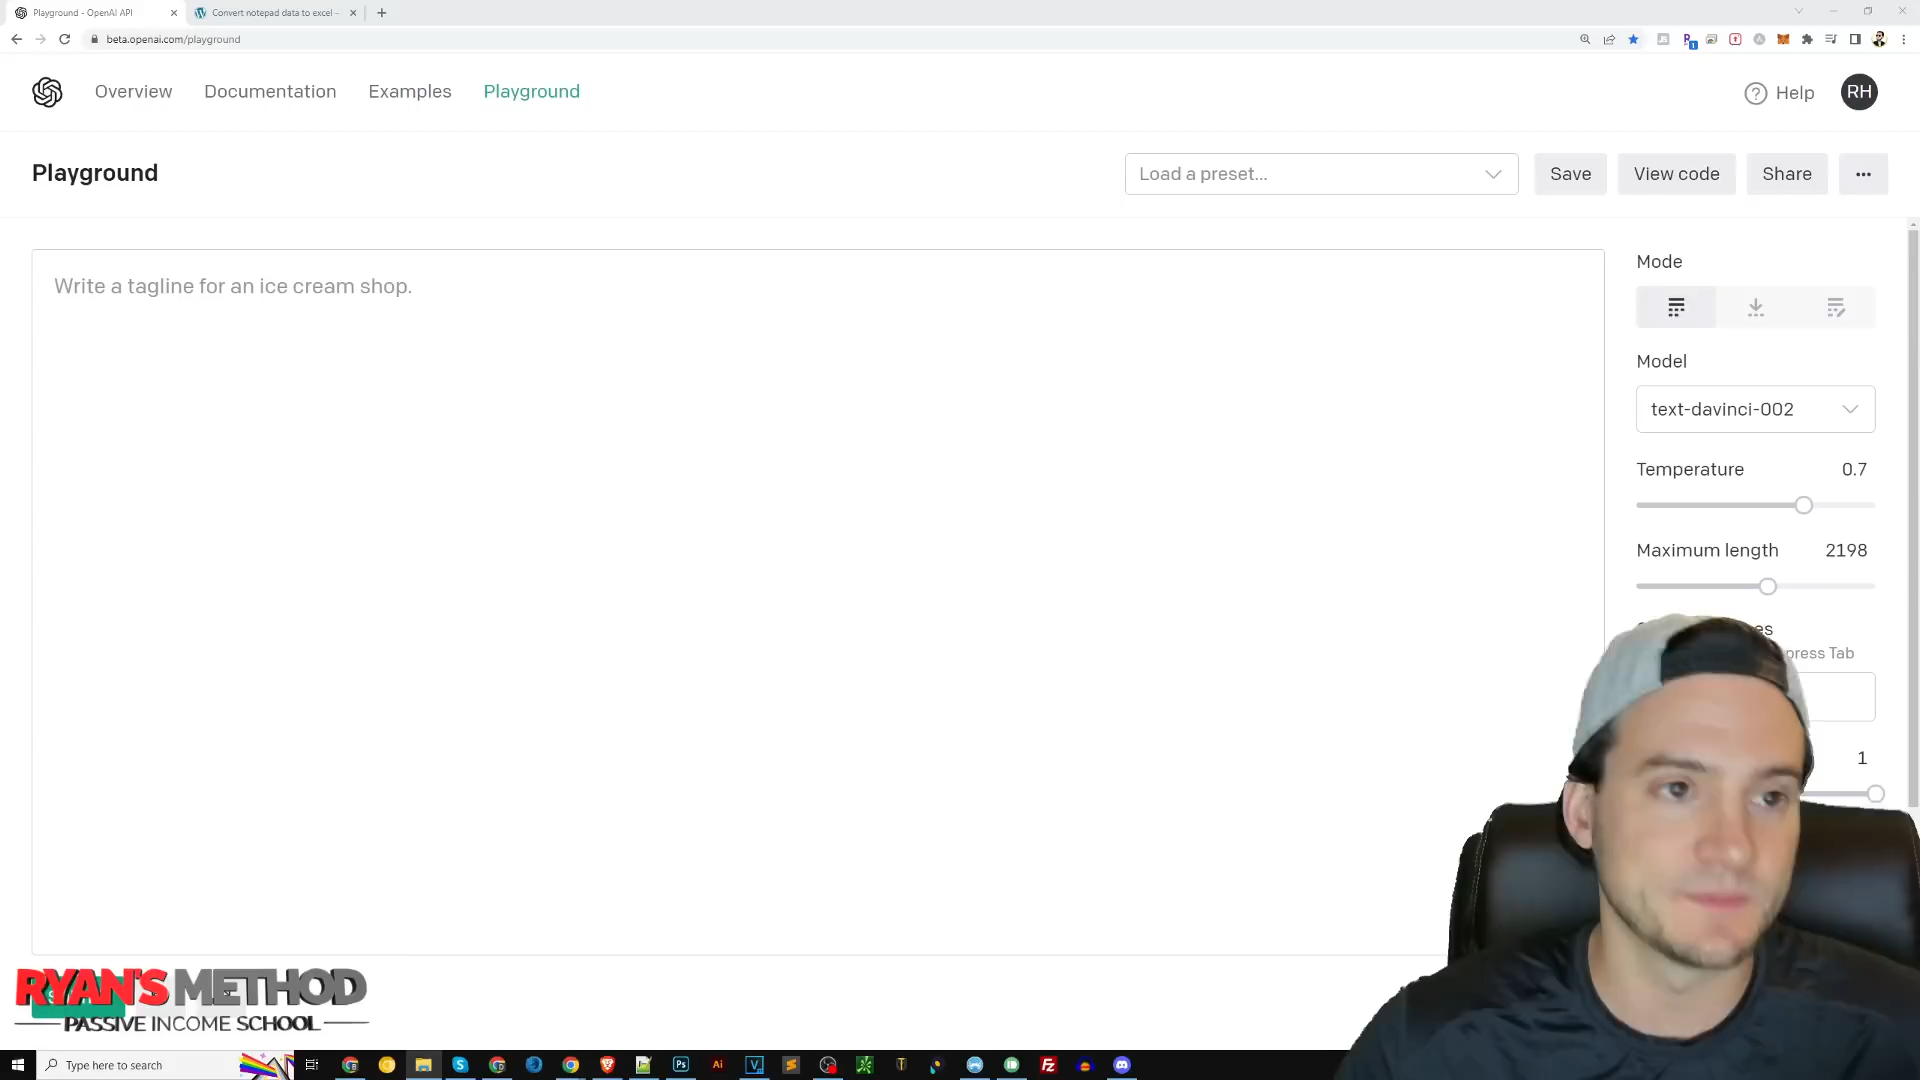 Playground - OpenAI API
Convert notepad data to excel -
beta.openai.com/playground
Overview
Documentation
Examples
Playground
Help
RH
Playground
Load a preset...
Save
View code
Share
Write a tagline for an ice cream shop.
Mode
Model
text-davinci-002
Temperature
0.7
Maximum length
2198
press Tab
1
RYAN'S METHOD
PASSIVE INCOME SCHOOL
Type here to search